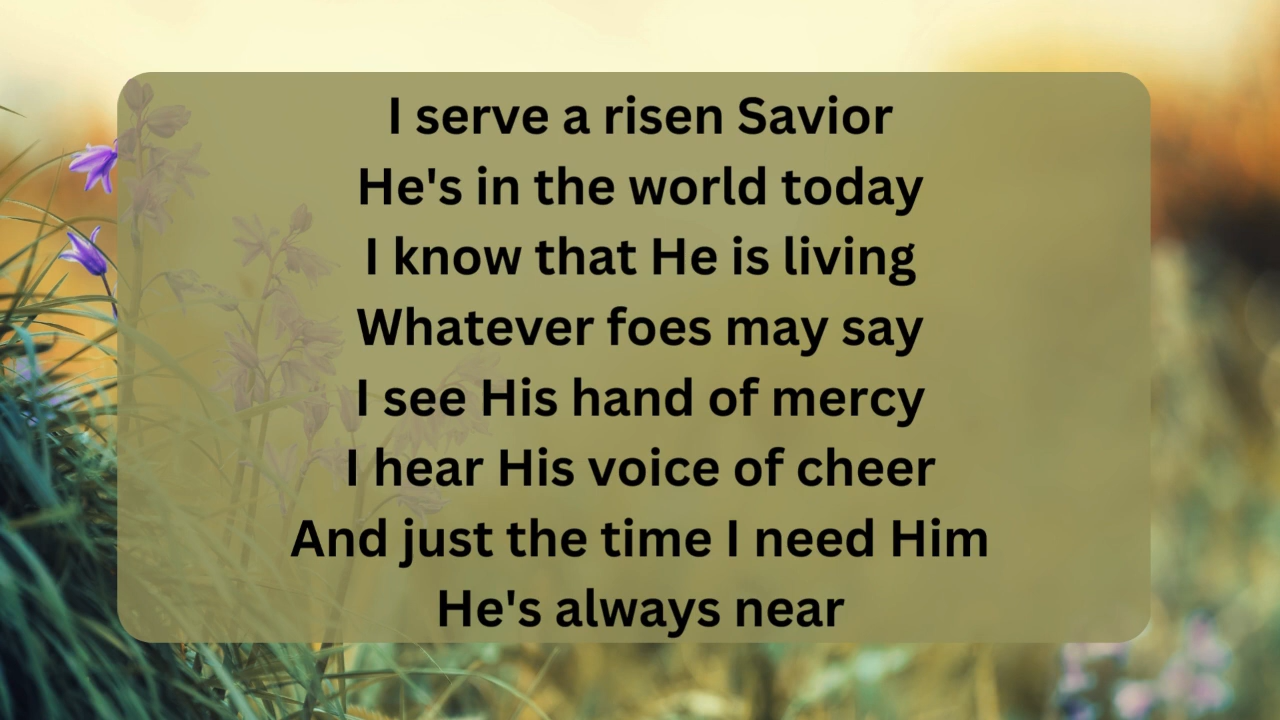 I serve a risen Savior
He's in the world today
I know that He is living
Whatever foes may say
I see His hand of mercy
I hear His voice of cheer
And just the time I need Him
He's always near